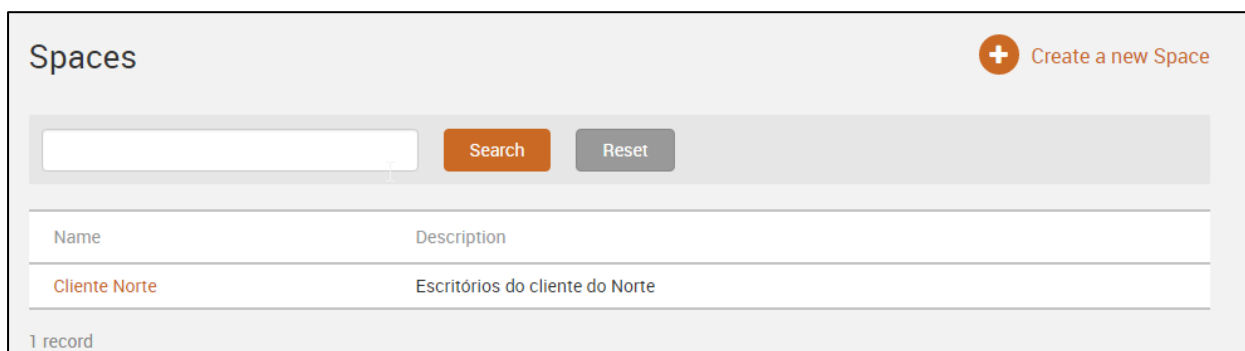 Spaces
Create a new Space
Search Reset
Name Description
Cliente Norte Escritórios do cliente do Norte
1 record